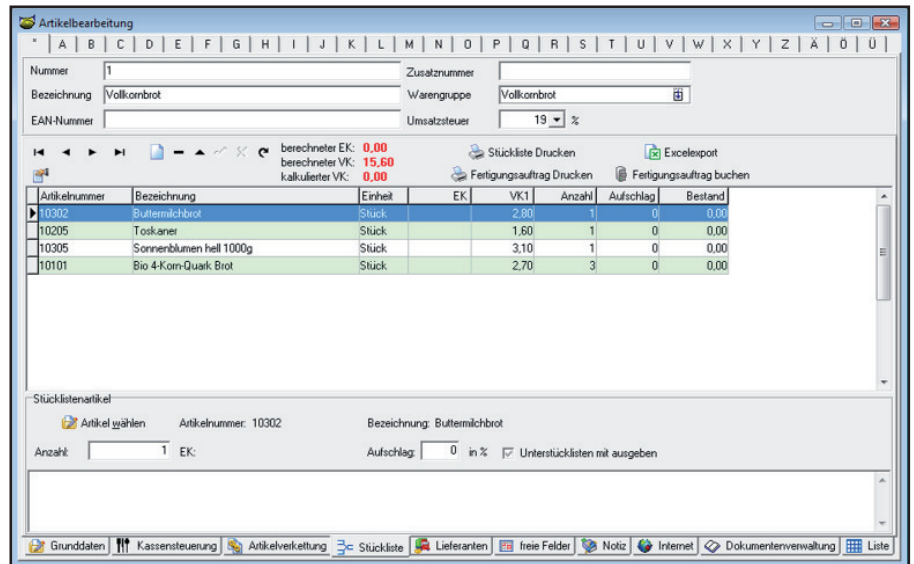 Artikelbearbeitung
* A B C D E F G H I J K L M N O P Q R S T U V W X Y Z Ä Ö Ü
Nummer 1 Zusatznummer
Bezeichnung Vollkornbrot Warengruppe Vollkornbrot
EAN-Nummer Umsatzsteuer 19 %
berechneter EK: 0,00
berechneter VK: 15,60
kalkulierter VK: 0,00
Stückliste Drucken Excelexport
Fertigungsauftrag Drucken Fertigungsauftrag buchen
Artikelnummer Bezeichnung Einheit EK VK1 Anzahl Aufschlag Bestand
10302 Buttermilchbrot Stück 2,80 1 0 0,00
10205 Toskaner Stück 1,60 1 0 0,00
10305 Sonnenblumen hell 1000g Stück 3,10 1 0 0,00
10101 Bio 4-Korn-Quark Brot Stück 2,70 3 0 0,00
Stücklistenartikel
Artikel wählen Artikelnummer: 10302 Bezeichnung: Buttermilchbrot
Anzahl: 1 EK: Aufschlag: 0 in % Unterstücklisten mit ausgeben
Grunddaten Kassensteuerung Artikelverkettung Stückliste Lieferanten freie Felder Notiz Internet Dokumentenverwaltung Liste